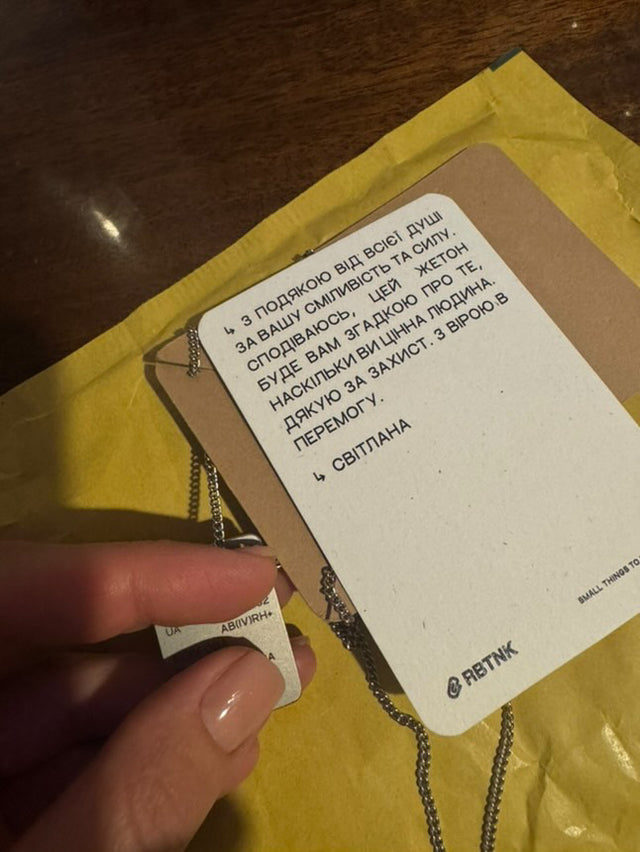 ↳ З ПОДЯКОЮ ВІД ВСІЄЇ ДУШІ
ЗА ВАШУ СМІЛИВІСТЬ ТА СИЛУ.
СПОДІВАЮСЬ, ЦЕЙ ЖЕТОН
БУДЕ ВАМ ЗГАДКОЮ ПРО ТЕ,
НАСКІЛЬКИ ВИ ЦІННА ЛЮДИНА.
ДЯКУЮ ЗА ЗАХИСТ. З ВІРОЮ В
ПЕРЕМОГУ.
↳ СВІТЛАНА
SMALL THINGS TO
RBTNK
UA AB(IV)RH+